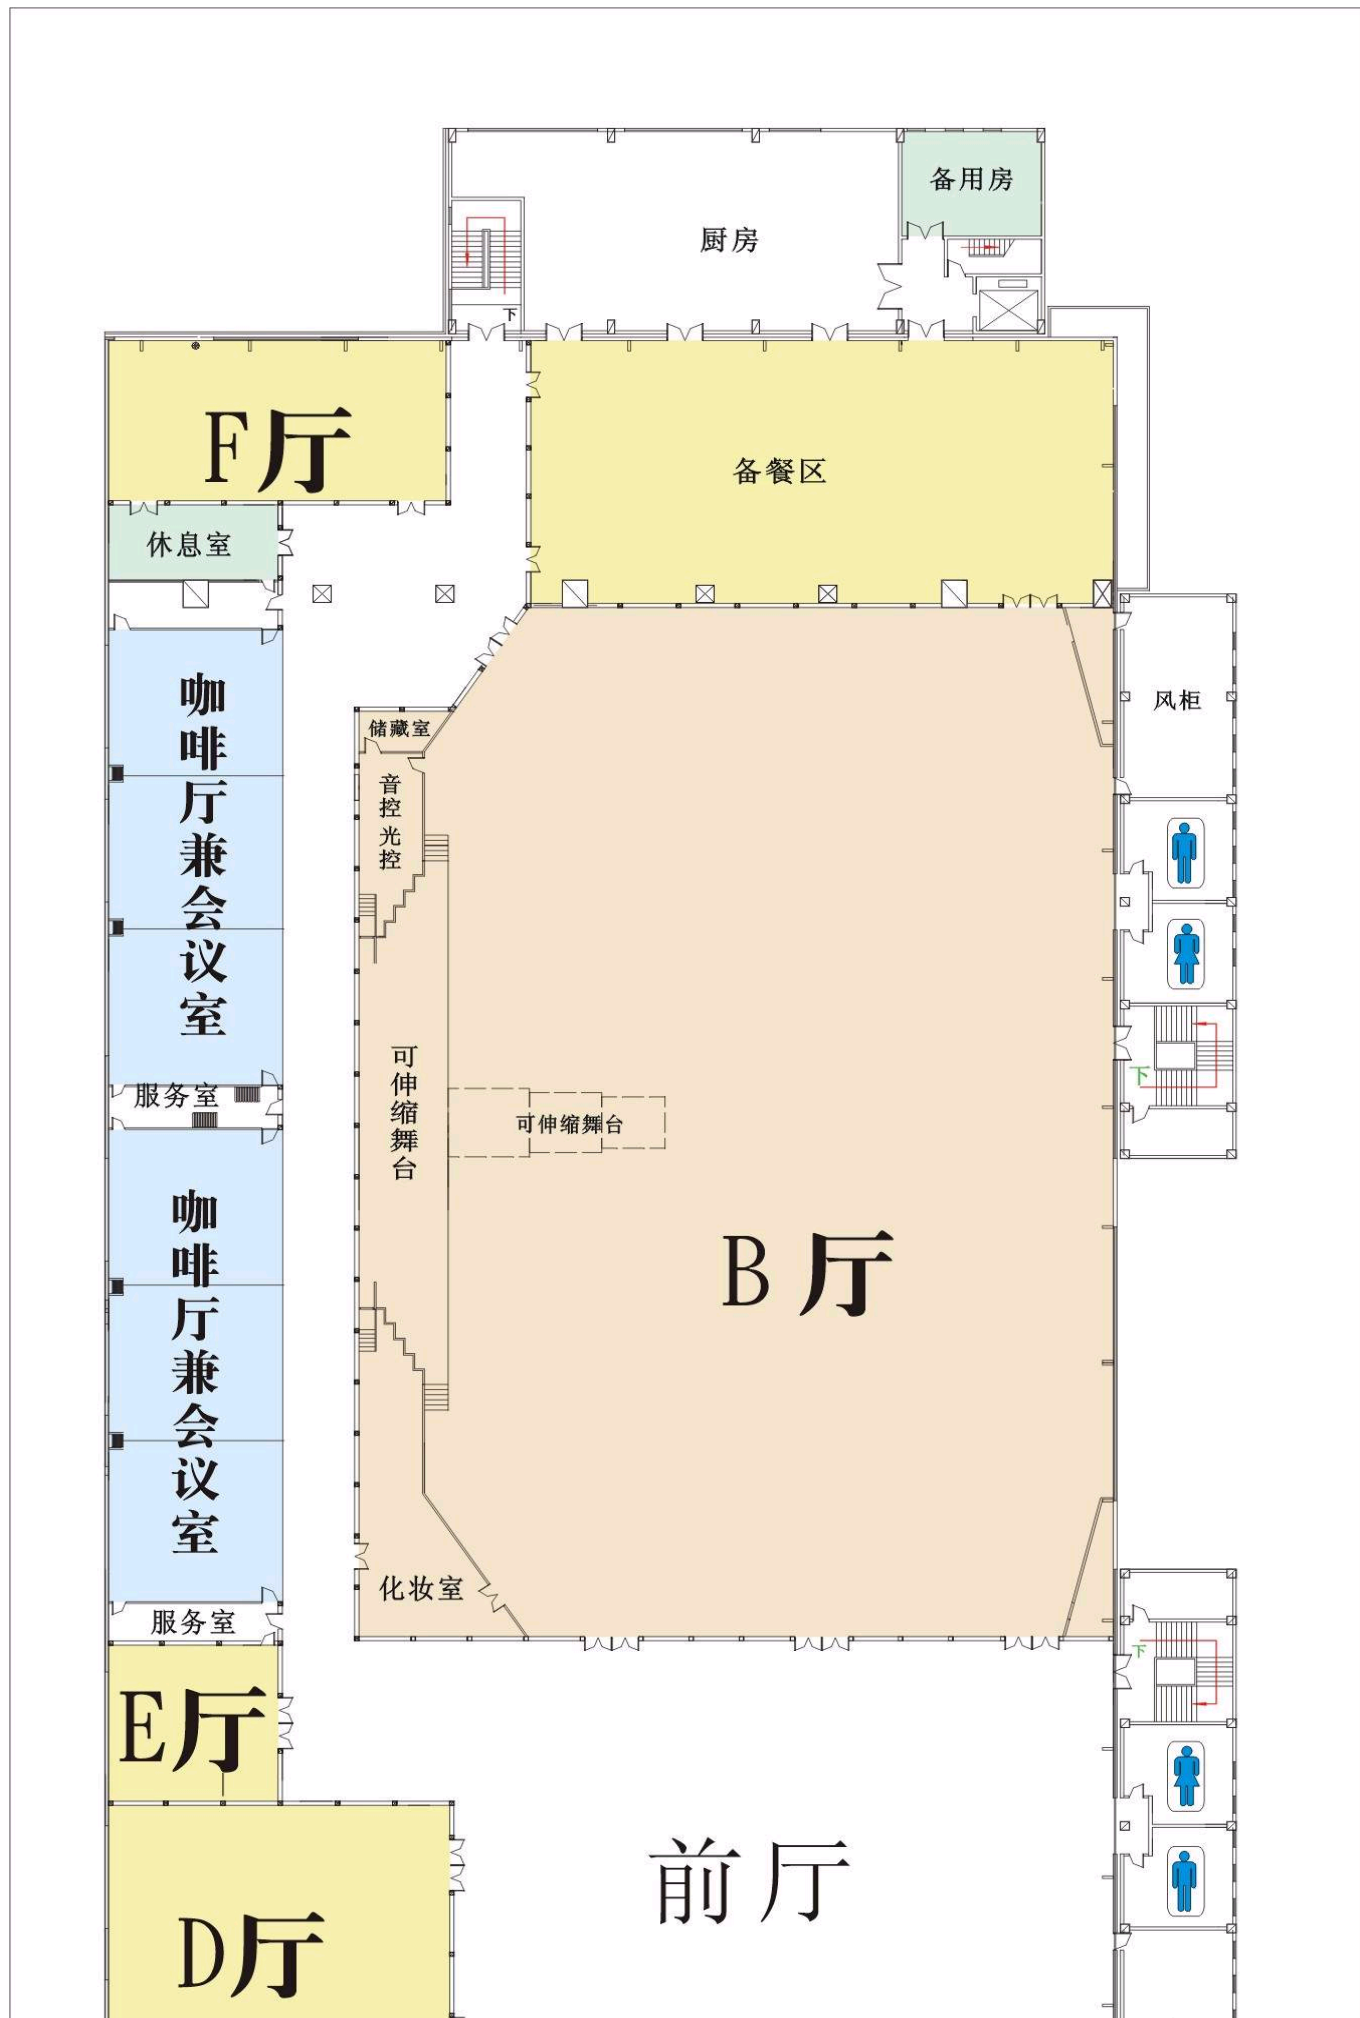 备用房
厨房
下
F厅
备餐区
休息室
咖啡厅兼会议室
储藏室
风柜
音控 光控
可伸缩舞台
可伸缩舞台
下
服务室
B 厅
咖啡厅兼会议室
化妆室
服务室
下
E厅
前厅
D厅